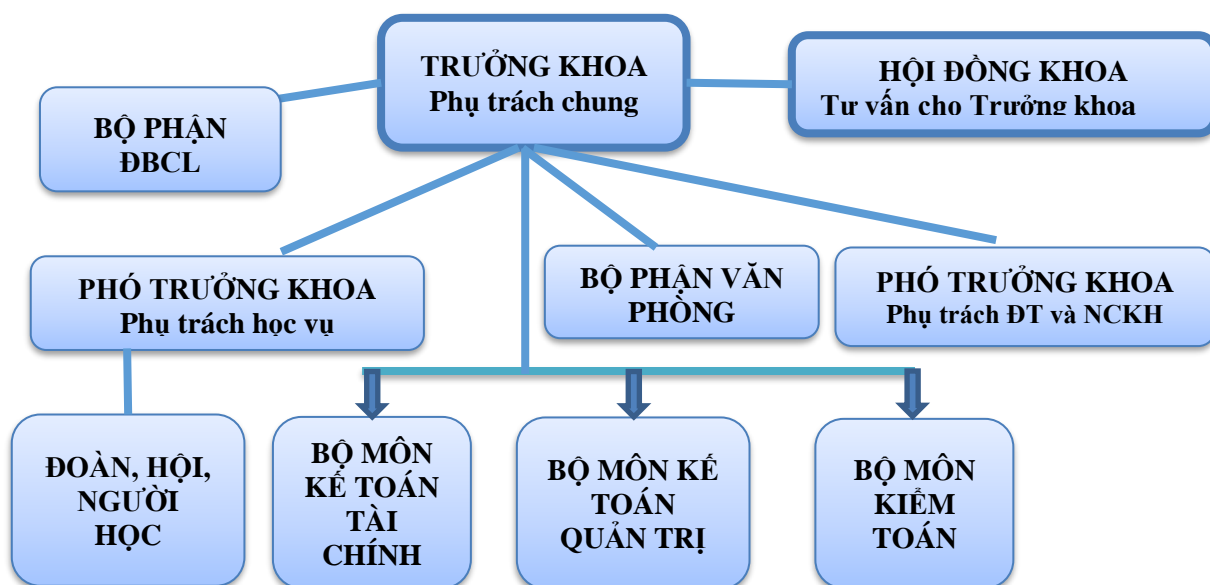 TRƯỞNG KHOA
Phụ trách chung
HỘI ĐỒNG KHOA
Tư vấn cho Trưởng khoa
BỘ PHẬN
ĐBCL
PHÓ TRƯỞNG KHOA
Phụ trách học vụ
BỘ PHẬN VĂN
PHÒNG
PHÓ TRƯỞNG KHOA
Phụ trách ĐT và NCKH
ĐOÀN, HỘI,
NGƯỜI
HỌC
BỘ MÔN
KẾ TOÁN
TÀI
CHÍNH
BỘ MÔN KẾ
TOÁN
QUẢN TRỊ
BỘ MÔN
KIỂM
TOÁN